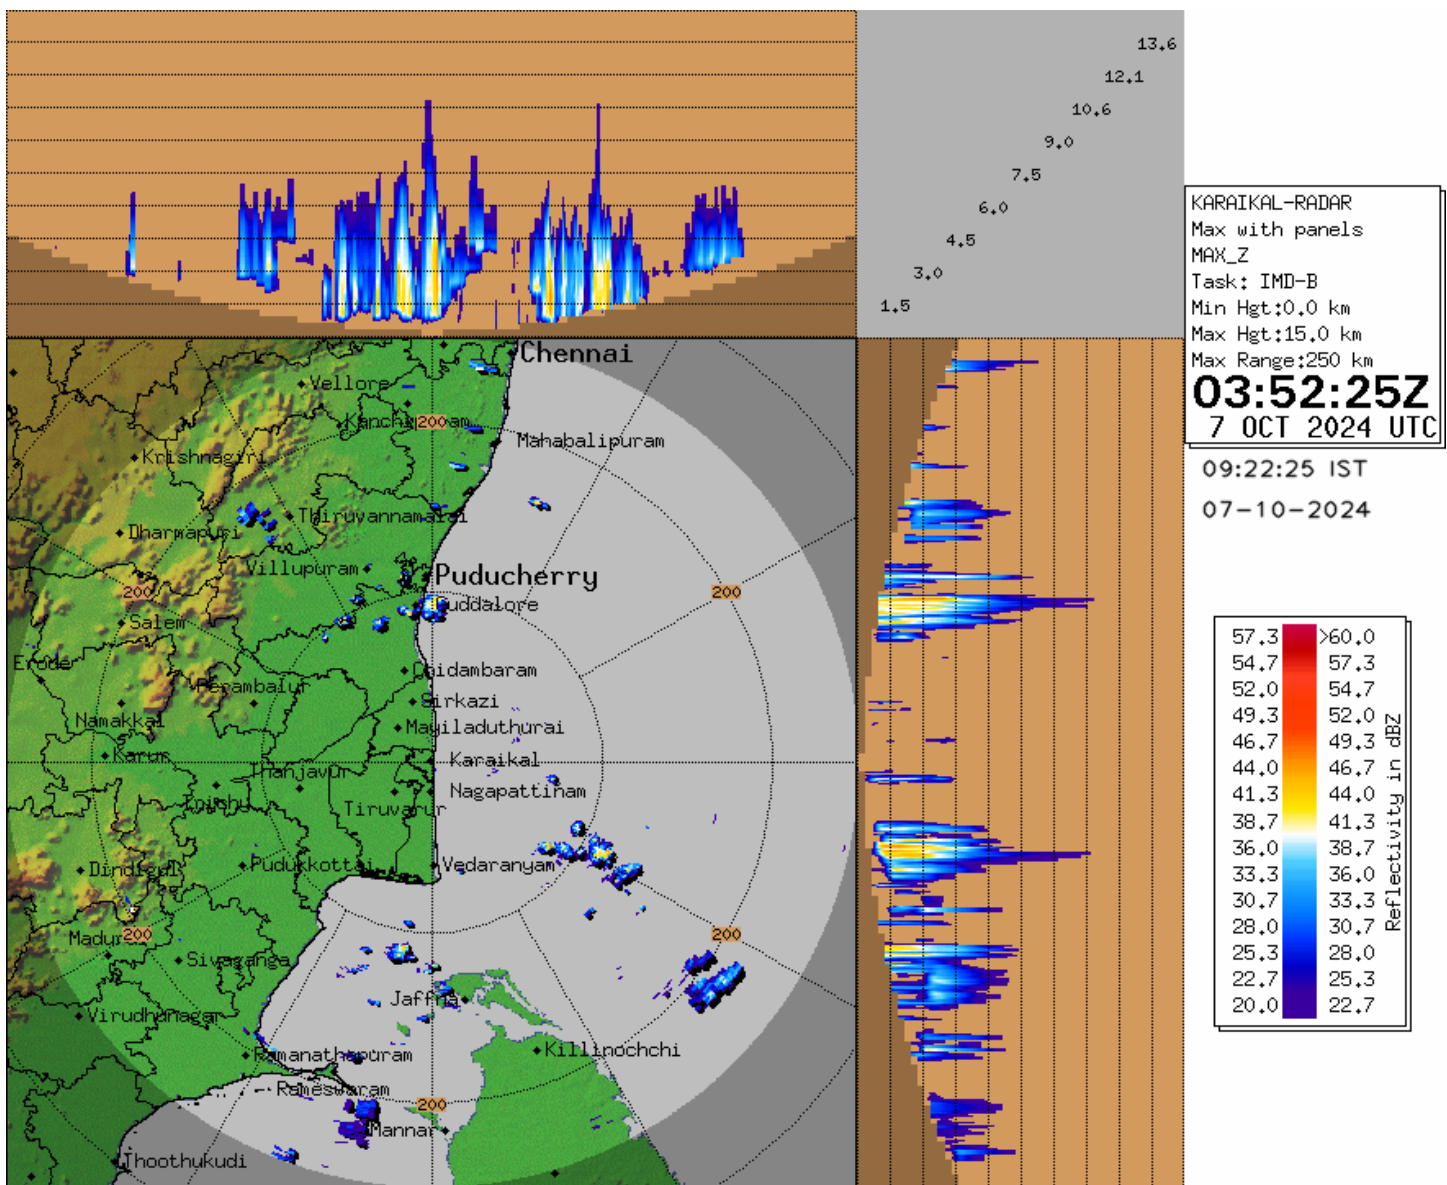 13.6
12.1
10.6
9.0
7.5
6.0
4.5
3.0
1.5
KARAIKAL-RADAR
Max with panels
MAX_Z
Task: IMD-B
Min Hgt:0.0 km
Max Hgt:15.0 km
Max Range:250 km
03:52:25Z
7 OCT 2024 UTC
09:22:25 IST
07-10-2024
Chennai
Vellore
200
Mahabalipuram
Krishnagiri
Thiruvannamalai
Dharmapuri
Villupuram
Puducherry
200
200
Cuddalore
Salem
Erode
Chidambaram
Perambalur
Sirkazi
Namakkal
Mayiladuthurai
Karur
Karaikal
Thanjavur
Nagapattinam
Tiruvarur
Dindigul
Pudukkottai
Vedaranyam
Madurai
200
200
Sivaganga
Jaffna
Virudhunagar
Ramanathapuram
Killinochchi
Rameswaram
200
Mannar
Thoothukudi
57.3 >60.0
54.7 57.3
52.0 54.7
49.3 52.0
46.7 49.3
44.0 46.7
41.3 44.0
38.7 41.3
36.0 38.7
33.3 36.0
30.7 33.3
28.0 30.7
25.3 28.0
22.7 25.3
20.0 22.7
Reflectivity in dBZ